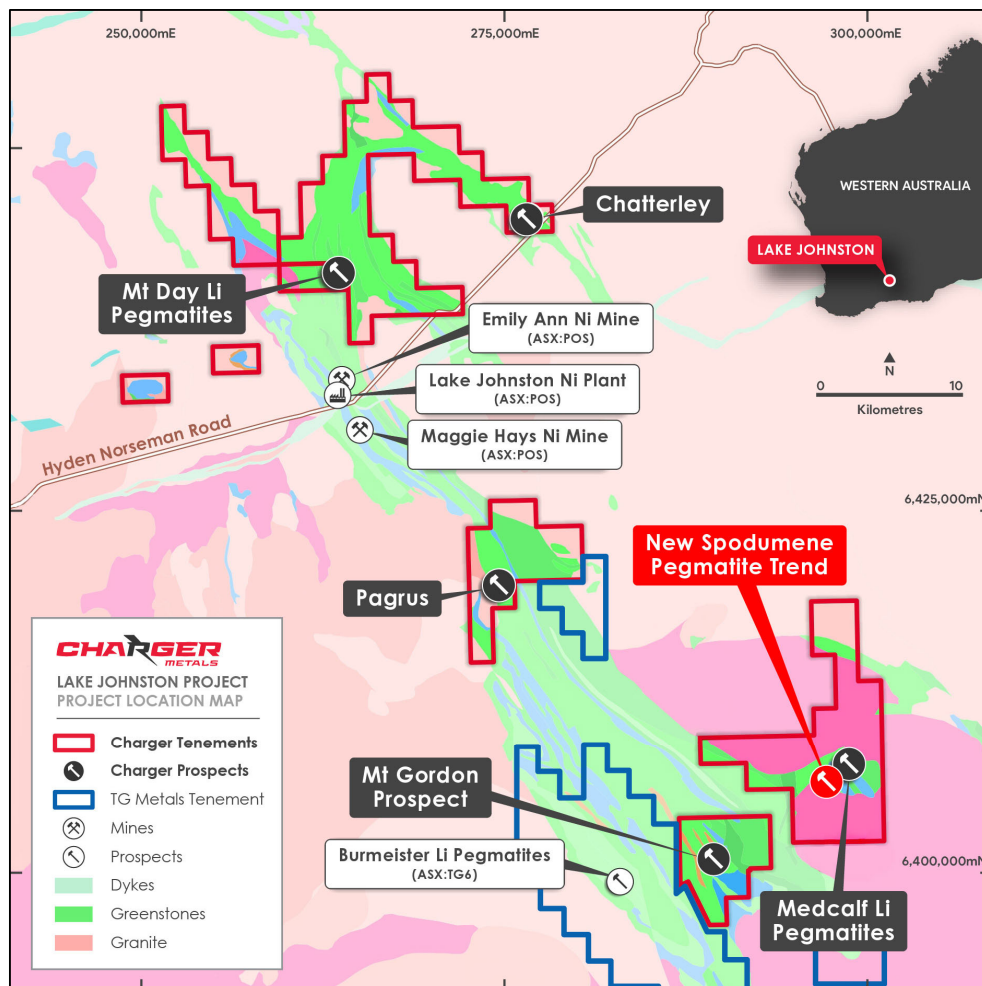 250,000mE
275,000mE
300,000mE
WESTERN AUSTRALIA
Chatterley
LAKE JOHNSTON
Mt Day Li
Pegmatites
Emily Ann Ni Mine
(ASX:POS)
N
Lake Johnston Ni Plant
(ASX:POS)
0 10
Kilometres
Maggie Hays Ni Mine
(ASX:POS)
Hyden Norseman Road
6,425,000mN
New Spodumene
Pegmatite Trend
Pagrus
CHARGER
METALS
LAKE JOHNSTON PROJECT
PROJECT LOCATION MAP
Charger Tenements
Charger Prospects
TG Metals Tenement
Mines
Prospects
Dykes
Greenstones
Granite
Mt Gordon
Prospect
Burmeister Li Pegmatites
(ASX:TG6)
6,400,000mN
Medcalf Li
Pegmatites